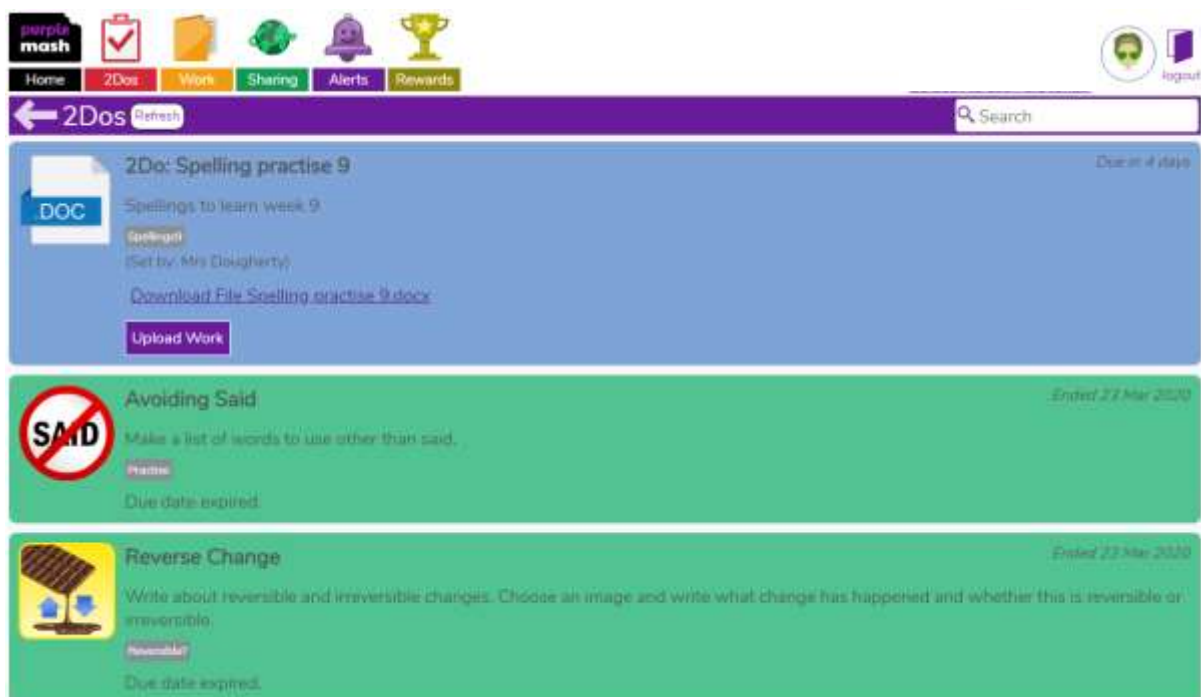 purple
mash
Home 2Dos Work Sharing Alerts Rewards
logout
2Dos Refresh
Search
2Do: Spelling practise 9
Due in 4 days
.DOC
Spellings to learn week 9
Spellings9
(Set by: Mrs Dougherty)
Download File Spelling practise 9.docx
Upload Work
Avoiding Said
Ended 23 Mar 2020
SAID
Make a list of words to use other than said.
Practise
Due date expired.
Reverse Change
Ended 23 Mar 2020
Write about reversible and irreversible changes. Choose an image and write what change has happened and whether this is reversible or
irreversible.
Reversible?
Due date expired.